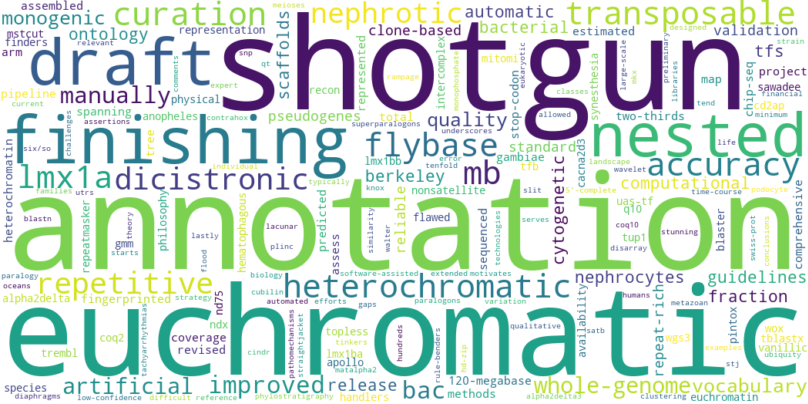 assembled curation nephrotic automatic transposable meioses
monogenic representation clone-based bacterial estimated validation
mstcut ontology scaffolds designed strain
finders relevant draft shotgun
arm snp qt comments expert manually physical recon represented rampage monophosphate mitomi intercomplex eukaryotic stop-codon large-scale synesthesia mkx preliminary libraries map chip-seq tfs project sawadee
pipeline current spanning anopheles pseudogenes total classes tend financial cd2ap
assertions contrahox superparalogons allowed two-thirds minimum
finishing flybase quality standard nested
heterochromatin six/so challenges tree underscores gambiae life
lmx1a dicistronic lmx1bb berkeley mb error tenfold tfb cytogenetic cacna2d3 landscape wavelet accuracy
families individual knox nonsatellite slit uas-tf 5'-complete time-course podocyte computational
utrs typically q10
annotation
blastn repeatmasker theory gmm philosophy hematophagous lacunar plinc predicted assess similarity walter reliable flawed sequenced serves technologies tup1 coq10 disarray stunning blaster swiss-prot conclusions comprehensive
starts lastly flood
paralogy oceans biology software-assisted extended motivates humans metazoan
repetitive heterochromatic nephrocytes guidelines
alpha2delta fingerprinted strategy cubilin automated efforts gaps paralogons variation qualitative satb availability examples fraction
euchromatic
trembl coq2 tachyarrhythmias ndx nd75 coverage revised cindr straightjacket topless tinkers lmx1ba apollo pathomechanisms hundreds matalpha2 rule-benders hd-zip repeat-rich wgs3 pintox wox tblastx vanillic ubiquity
artificial improved release bac 120-megabase whole-genome vocabulary
species handlers methods stj
diaphragms low-confidence difficult reference phylostratigraphy alpha2delta3 clustering euchromatin